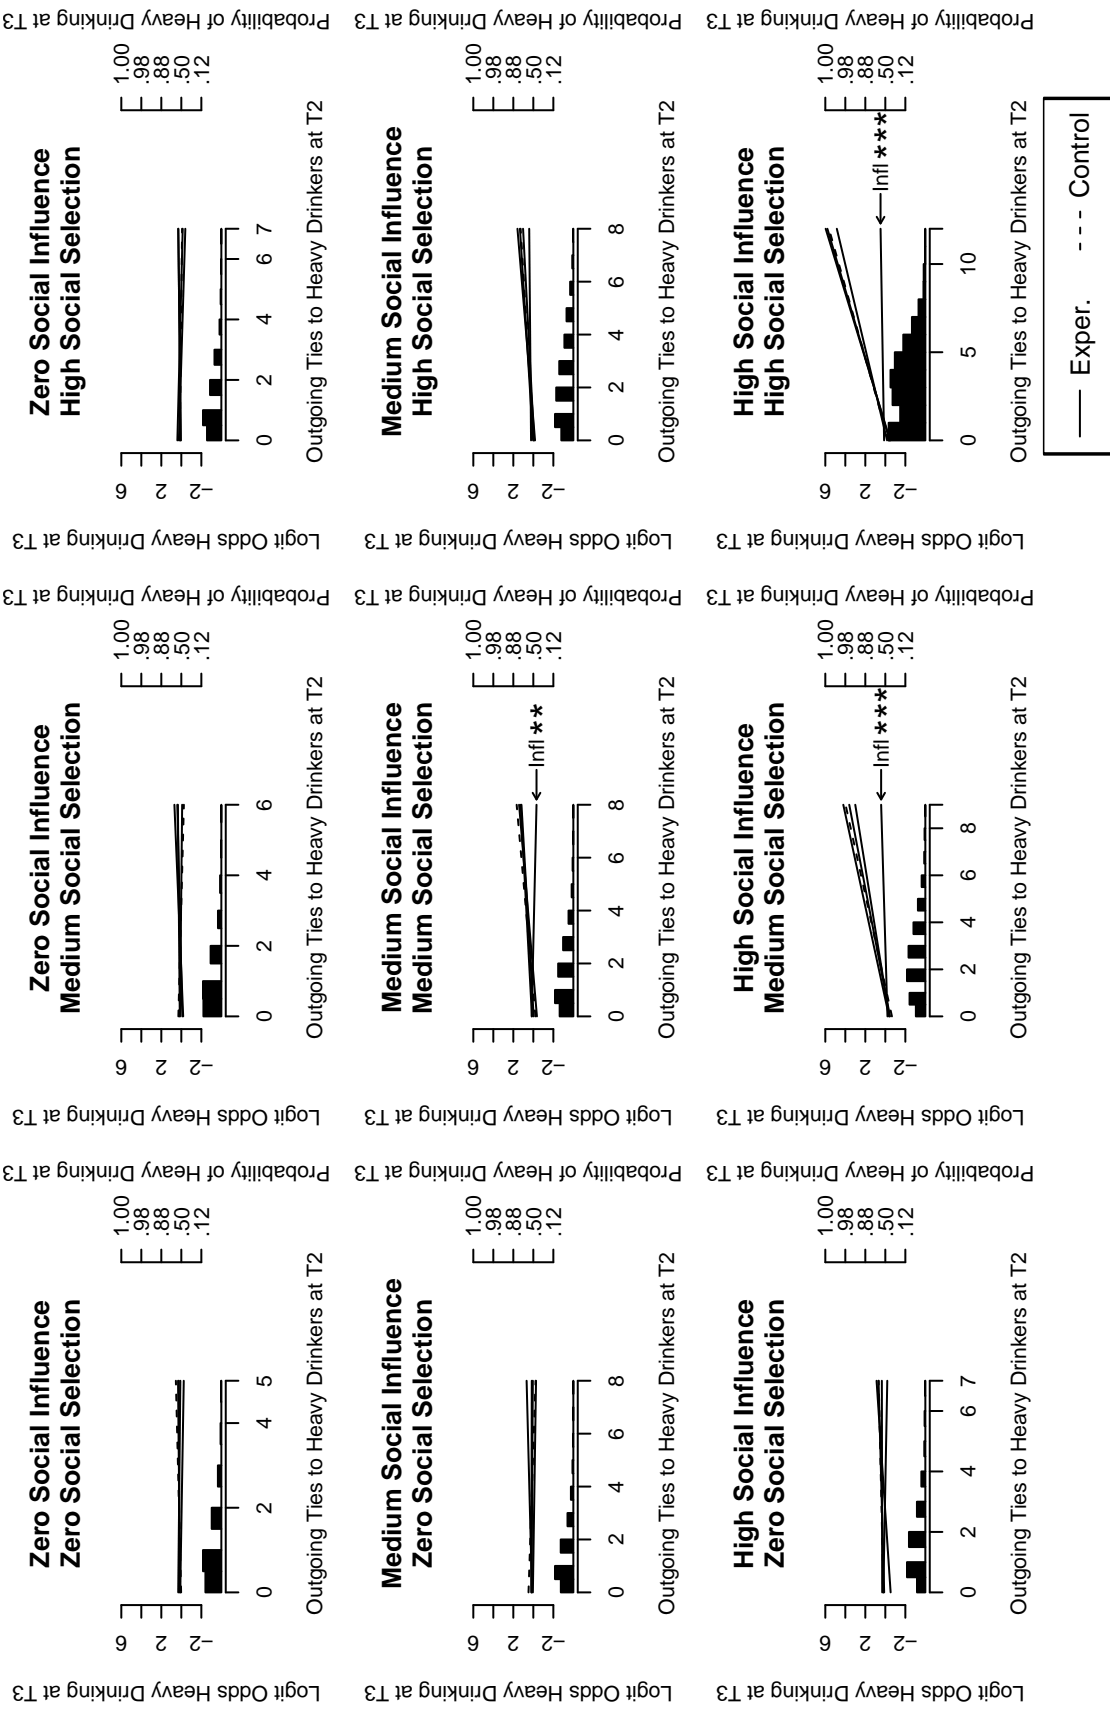 Zero Social Influence
Zero Social Selection
Logit Odds Heavy Drinking at T3
6
2
−2
1.00
.98
.88
.50
.12
Probability of Heavy Drinking at T3
0 2 4 5
Outgoing Ties to Heavy Drinkers at T2
Zero Social Influence
Medium Social Selection
Logit Odds Heavy Drinking at T3
6
2
−2
1.00
.98
.88
.50
.12
Probability of Heavy Drinking at T3
0 2 4 6
Outgoing Ties to Heavy Drinkers at T2
Zero Social Influence
High Social Selection
Logit Odds Heavy Drinking at T3
6
2
−2
1.00
.98
.88
.50
.12
Probability of Heavy Drinking at T3
0 2 4 6 7
Outgoing Ties to Heavy Drinkers at T2
Medium Social Influence
Zero Social Selection
Logit Odds Heavy Drinking at T3
6
2
−2
1.00
.98
.88
.50
.12
Probability of Heavy Drinking at T3
0 2 4 6 8
Outgoing Ties to Heavy Drinkers at T2
Medium Social Influence
Medium Social Selection
Logit Odds Heavy Drinking at T3
6
2
−2
Infl **
1.00
.98
.88
.50
.12
Probability of Heavy Drinking at T3
0 2 4 6 8
Outgoing Ties to Heavy Drinkers at T2
Medium Social Influence
High Social Selection
Logit Odds Heavy Drinking at T3
6
2
−2
1.00
.98
.88
.50
.12
Probability of Heavy Drinking at T3
0 2 4 6 8
Outgoing Ties to Heavy Drinkers at T2
High Social Influence
Zero Social Selection
Logit Odds Heavy Drinking at T3
6
2
−2
1.00
.98
.88
.50
.12
Probability of Heavy Drinking at T3
0 2 4 6 7
Outgoing Ties to Heavy Drinkers at T2
High Social Influence
Medium Social Selection
Logit Odds Heavy Drinking at T3
6
2
−2
Infl ***
1.00
.98
.88
.50
.12
Probability of Heavy Drinking at T3
0 2 4 6 8
Outgoing Ties to Heavy Drinkers at T2
High Social Influence
High Social Selection
Logit Odds Heavy Drinking at T3
6
2
−2
Infl ***
1.00
.98
.88
.50
.12
Probability of Heavy Drinking at T3
0 5 10
Outgoing Ties to Heavy Drinkers at T2
Exper. Control